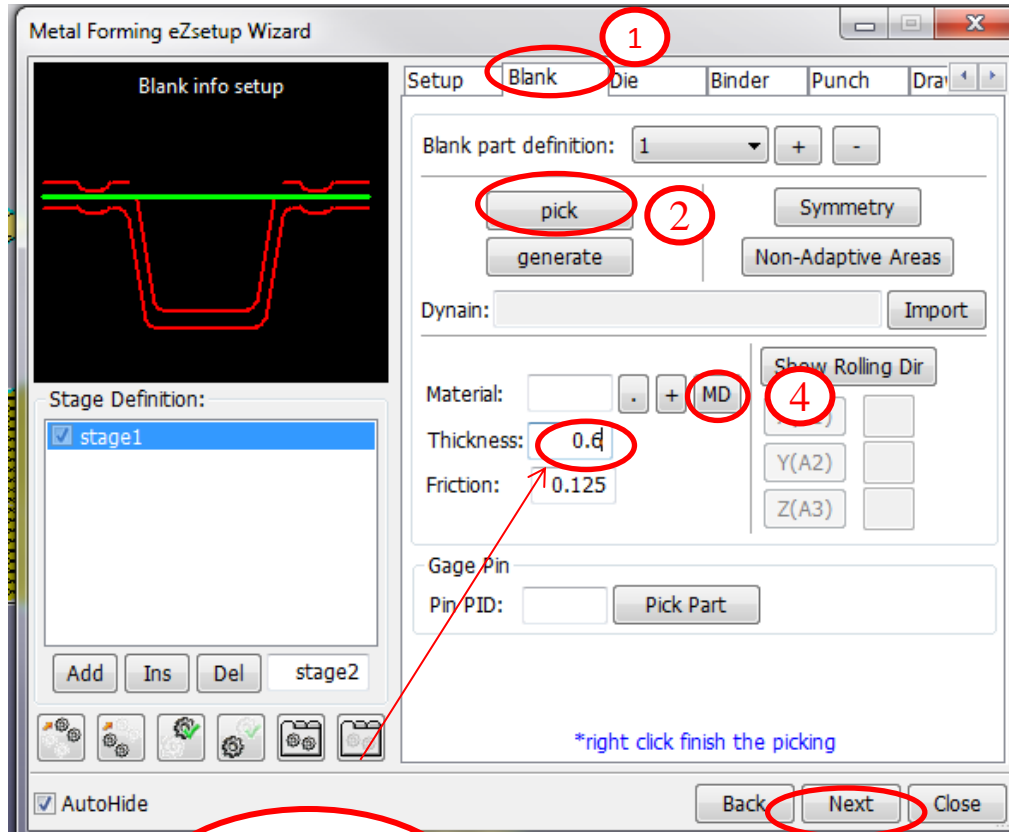 Metal Forming eZsetup Wizard
1
Blank info setup
Setup Blank Die Binder Punch
Blank part definition: 1 + -
pick 2 Symmetry
generate Non-Adaptive Areas
Dynain: Import
Show Rolling Dir
Material: . + MD 4
Thickness: 0.6
Y(A2)
Friction: 0.125
Z(A3)
Stage Definition:
stage1
Gage Pin
Pin PID: Pick Part
Add Ins Del stage2
*right click finish the picking
AutoHide Back Next Close